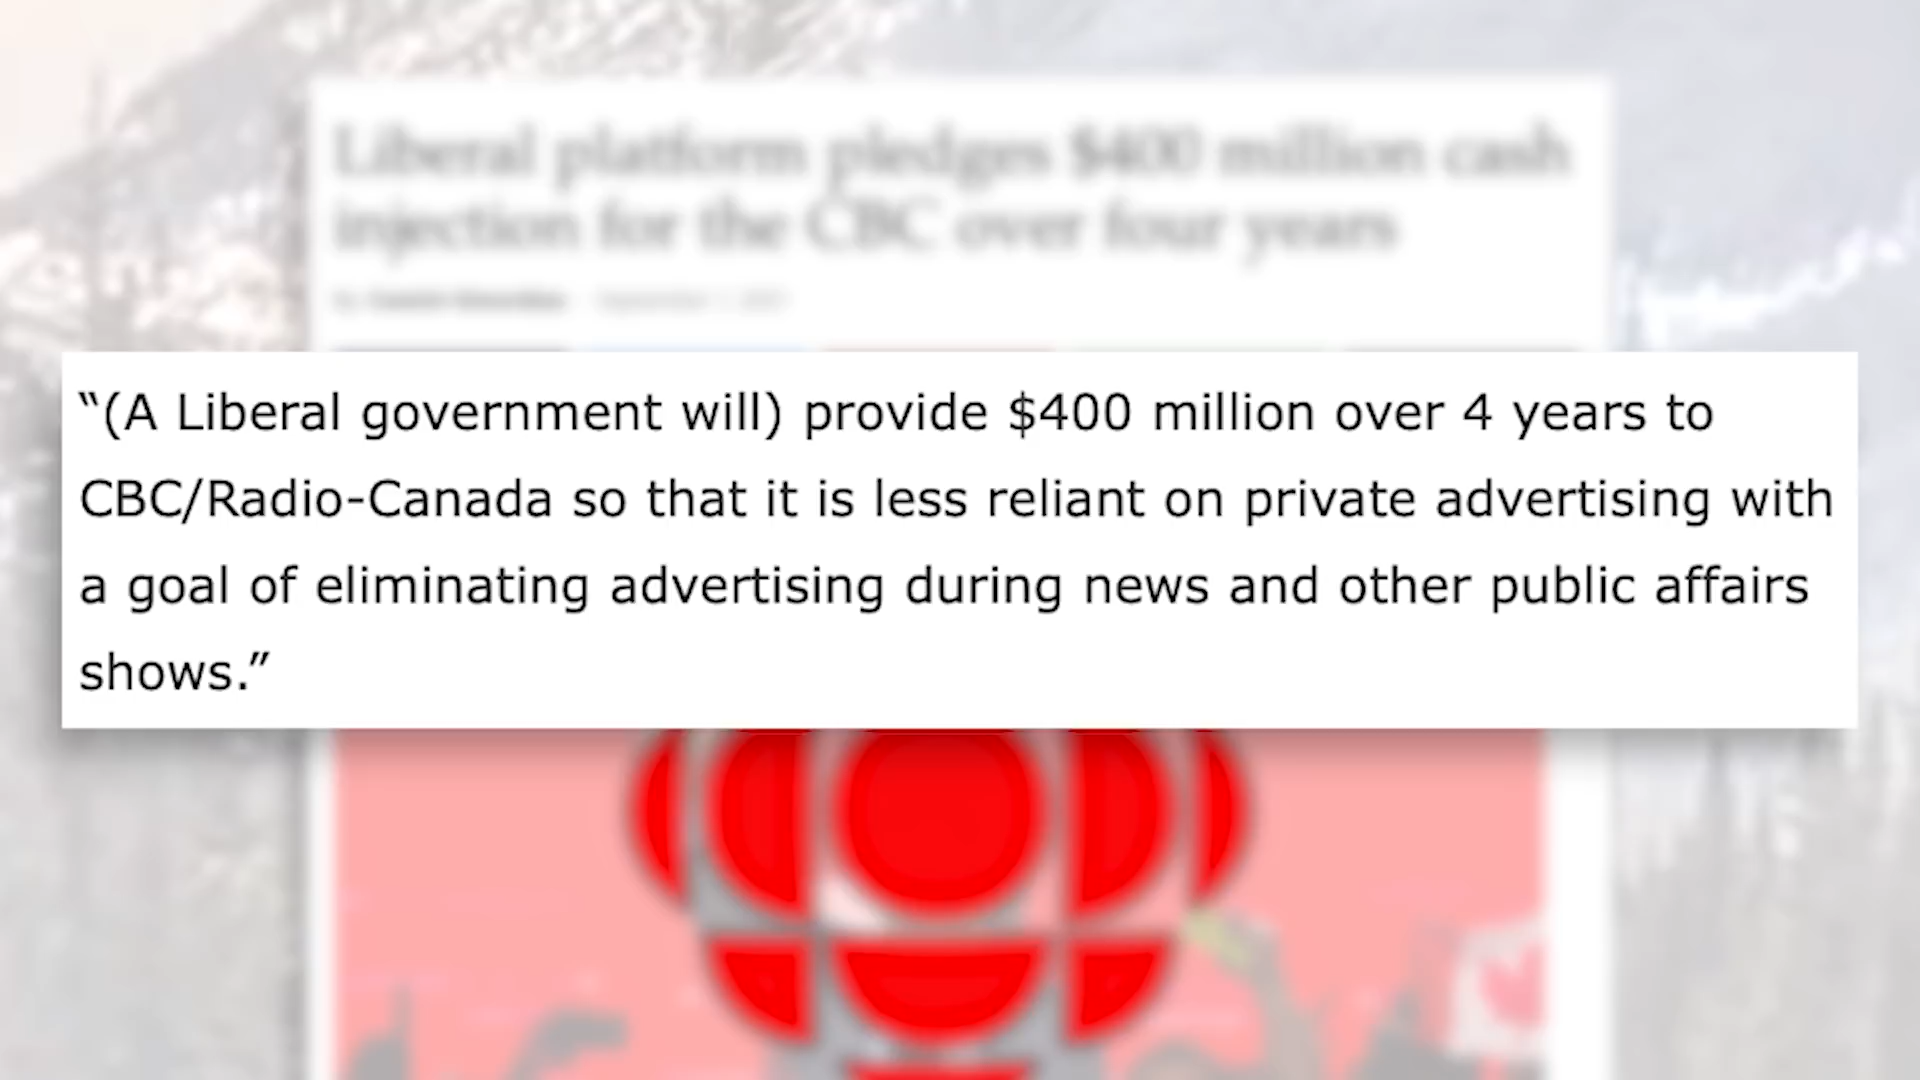 Liberal platform pledges $400 million cash
injection for the CBC over four years
“(A Liberal government will) provide $400 million over 4 years to
CBC/Radio-Canada so that it is less reliant on private advertising with
a goal of eliminating advertising during news and other public affairs
shows.”